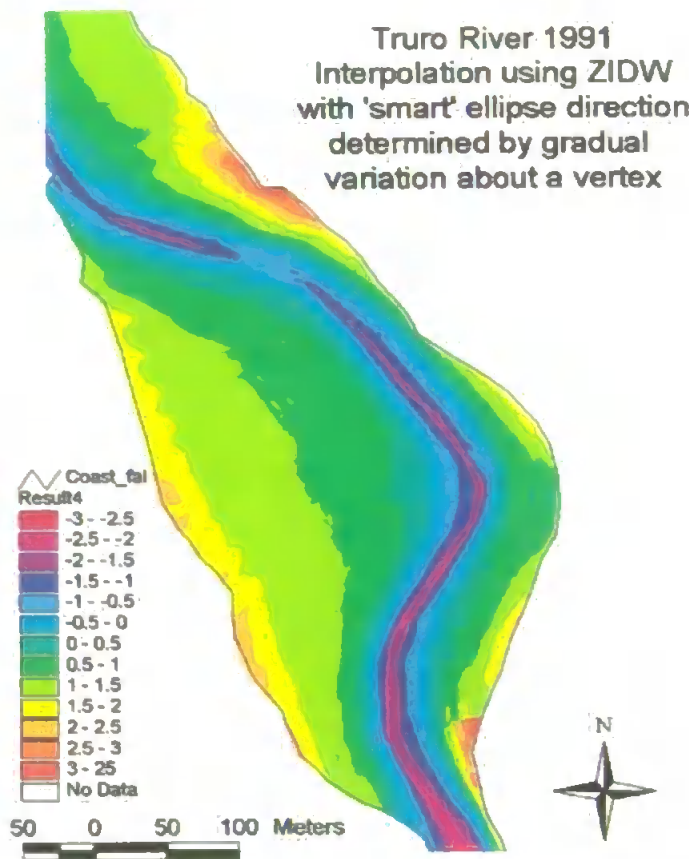 Truro River 1991
Interpolation using ZIDW
with 'smart' ellipse direction
determined by gradual
variation about a vertex
Coast_fal
Result4
-3 - -2.5
-2.5 - -2
-2 - -1.5
-1.5 - -1
-1 - -0.5
-0.5 - 0
0 - 0.5
0.5 - 1
1 - 1.5
1.5 - 2
2 - 2.5
2.5 - 3
3 - 25
No Data
N
50 0 50 100 Meters